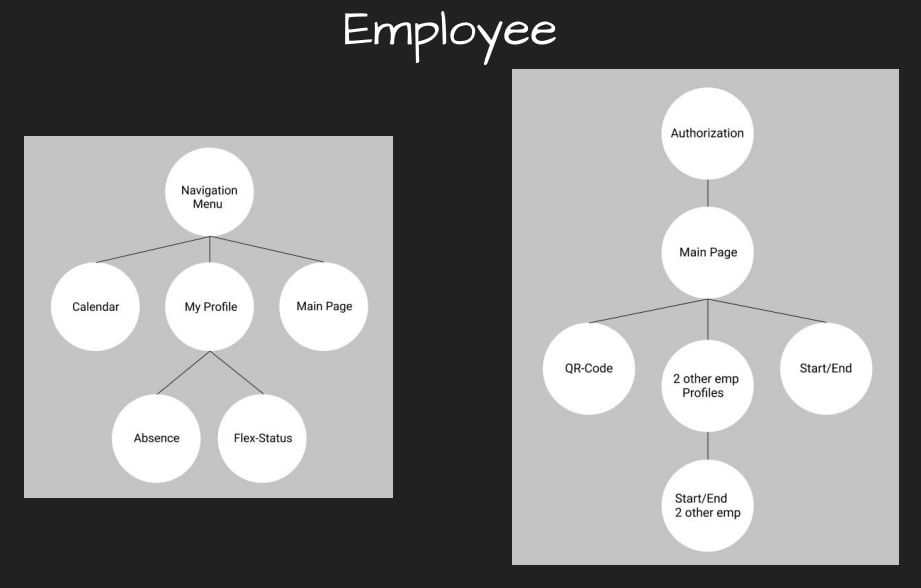 Employee
Navigation
Menu
Calendar
My Profile
Main Page
Absence
Flex-Status
Authorization
Main Page
QR-Code
2 other emp
Profiles
Start/End
Start/End
2 other emp